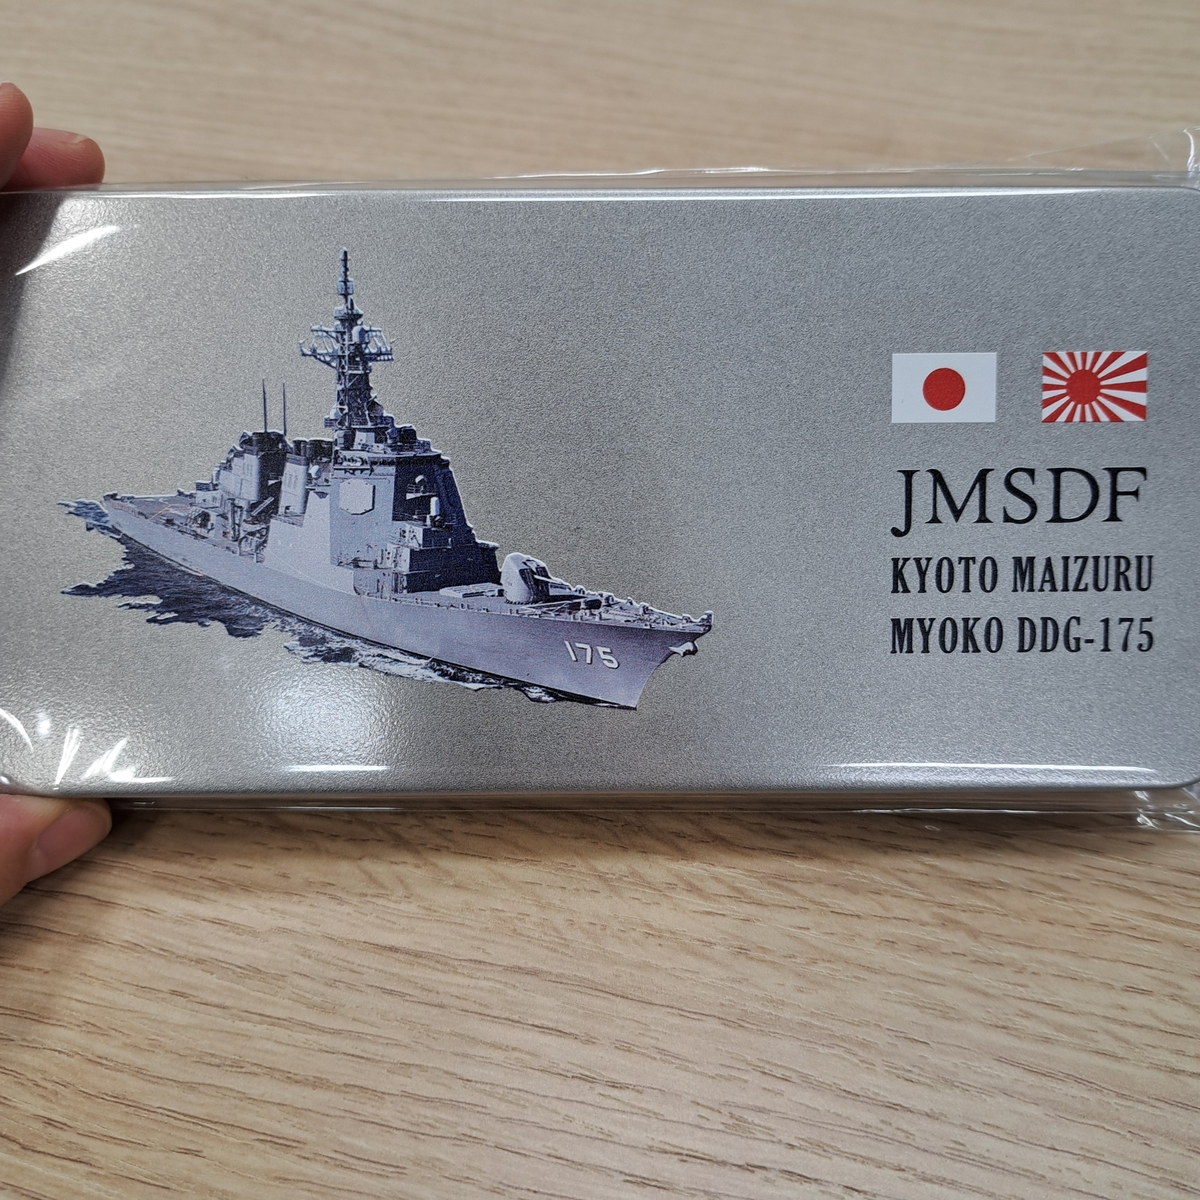 175
JMSDF
KYOTO MAIZURU
MYOKO DDG-175